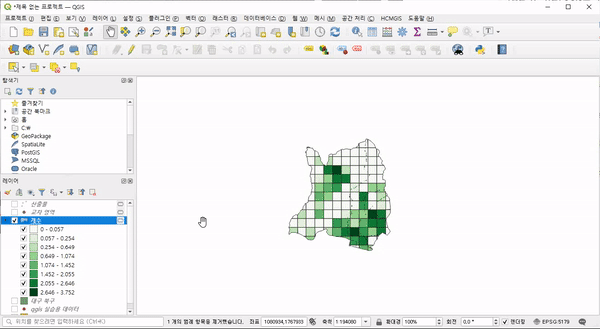 *제목 없는 프로젝트 — QGIS
프로젝트 (J) 편집 (E) 보기 (V) 레이어 (L) 설정 (S) 플러그인 (P) 벡터 (O) 래스터 (R) 데이터베이스 (D) 웹 (W) 메시 (M) 공간 처리 (C) HCMGIS 도움말 (H)
탐색기
즐겨찾기
공간 북마크
홈
C:₩
GeoPackage
SpatiaLite
PostGIS
MSSQL
Oracle
레이어
산출물
교차 영역
개수
0 - 0.057
0.057 - 0.254
0.254 - 0.649
0.649 - 1.074
1.074 - 1.452
1.452 - 2.055
2.055 - 2.646
2.646 - 3.752
대구 북구
qgis 실습용 데이터
위치를 찾으려면 입력하세요 (Ctrl+K)
1 개의 범례 항목을 제거했습니다.
좌표 1080934,1767933
축척 1:194080
확대경 100%
회전 0.0 °
렌더링
EPSG:5179